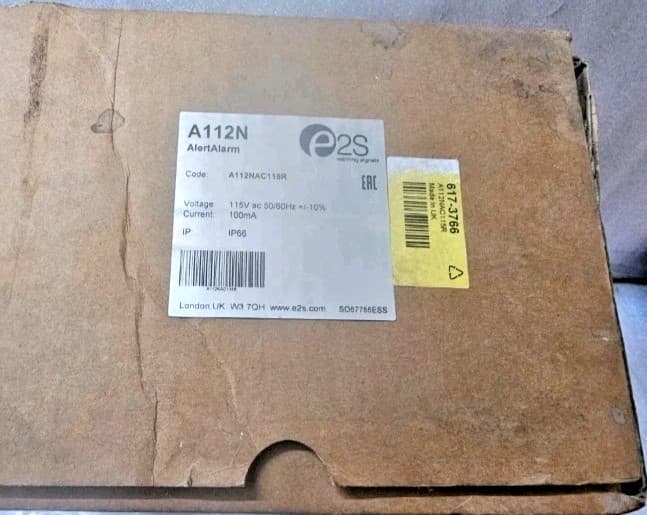 A112N
AlertAlarm
e2s
warning signals
Code: A112NAC115R
EAC
Voltage: 115V ac 50/60Hz +/-10%
Current: 100mA
IP IP66
London UK W3 7QH www.e2s.com
617-3766
A112NAC115R
Made in UK